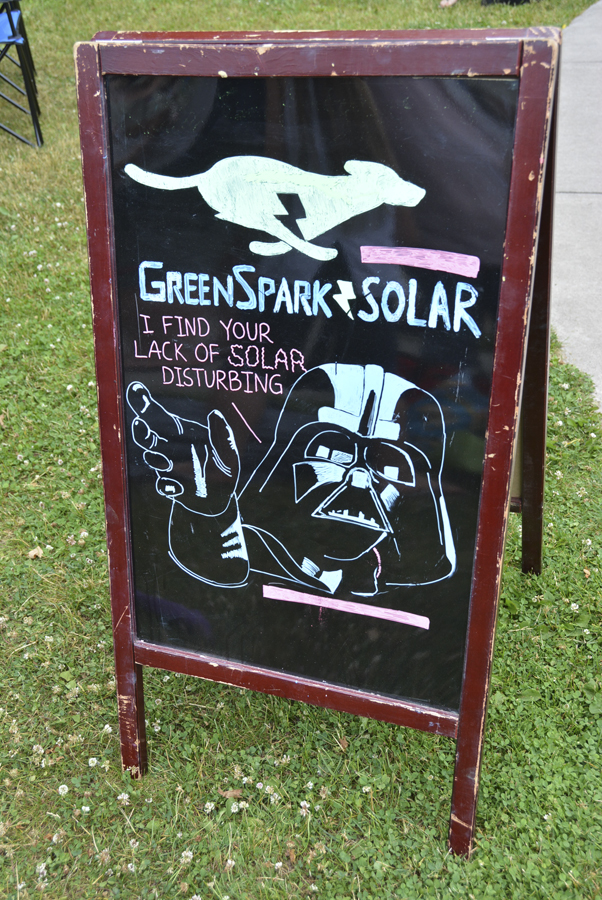 GREENSPARK SOLAR
I FIND YOUR
LACK OF SOLAR
DISTURBING